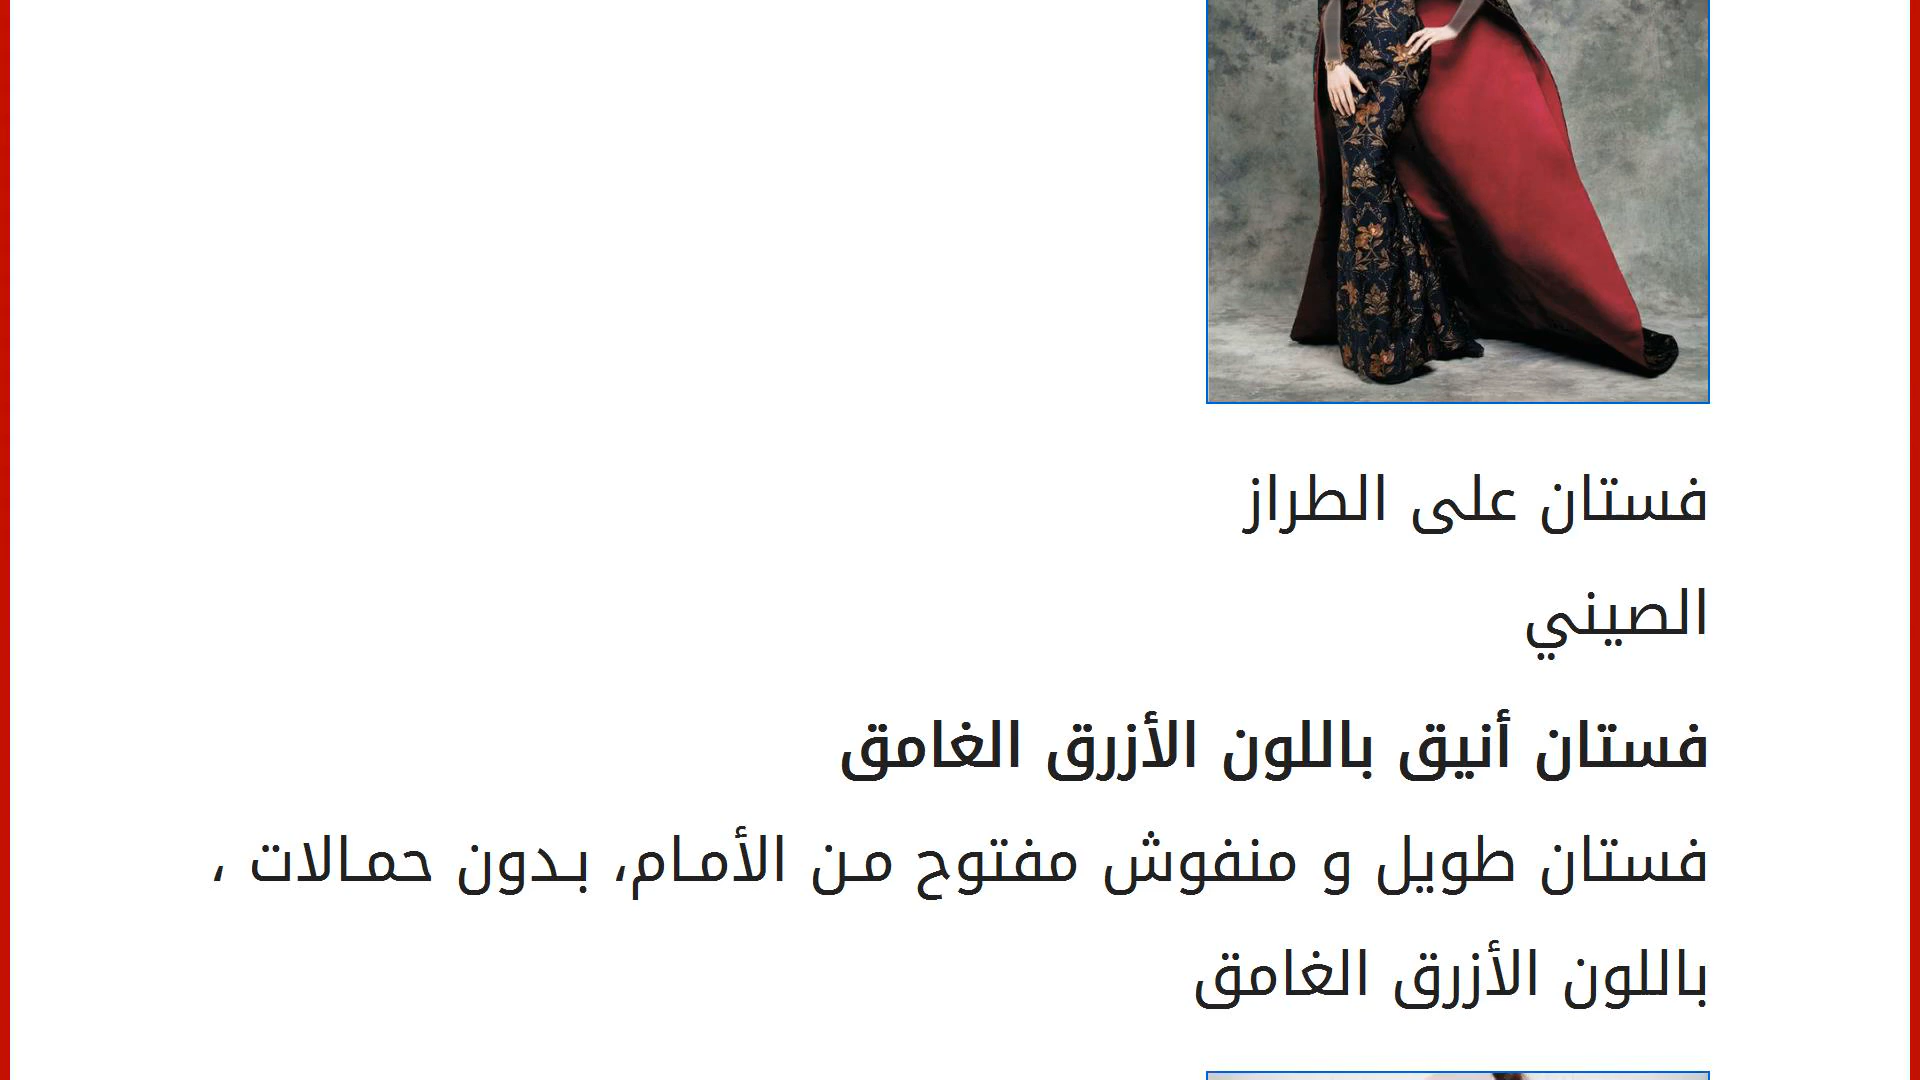 فستان على الطراز
الصيني
فستان أنيق باللون الأزرق الغامق
فستان طويل و منفوش مفتوح من الأمام، بدون حمالات ،
باللون الأزرق الغامق